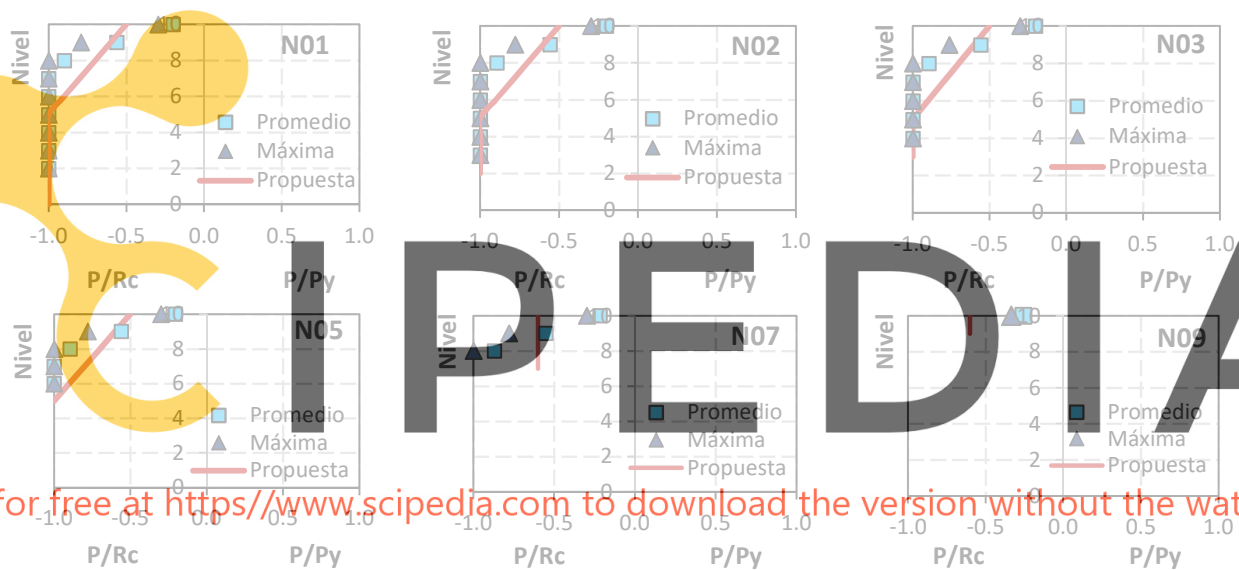 Nivel
10
8
6
4
2
0
N01
Promedio
Máxima
Propuesta
-1.0 -0.5 0.0 0.5 1.0
P/Rc P/Py
Nivel
10
8
6
4
2
0
N02
Promedio
Máxima
Propuesta
-1.0 -0.5 0.0 0.5 1.0
P/Rc P/Py
Nivel
10
8
6
4
2
0
N03
Promedio
Máxima
Propuesta
-1.0 -0.5 0.0 0.5 1.0
P/Rc P/Py
CIPEDIA
Nivel
10
8
6
4
2
0
N05
Promedio
Máxima
Propuesta
-1.0 -0.5 0.0 0.5 1.0
P/Rc P/Py
Nivel
10
8
6
4
2
0
N07
Promedio
Máxima
Propuesta
-1.0 -0.5 0.0 0.5 1.0
P/Rc P/Py
Nivel
10
8
6
4
2
0
N09
Promedio
Máxima
Propuesta
-1.0 -0.5 0.0 0.5 1.0
P/Rc P/Py
for free at https//www.scipedia.com to download the version without the wat